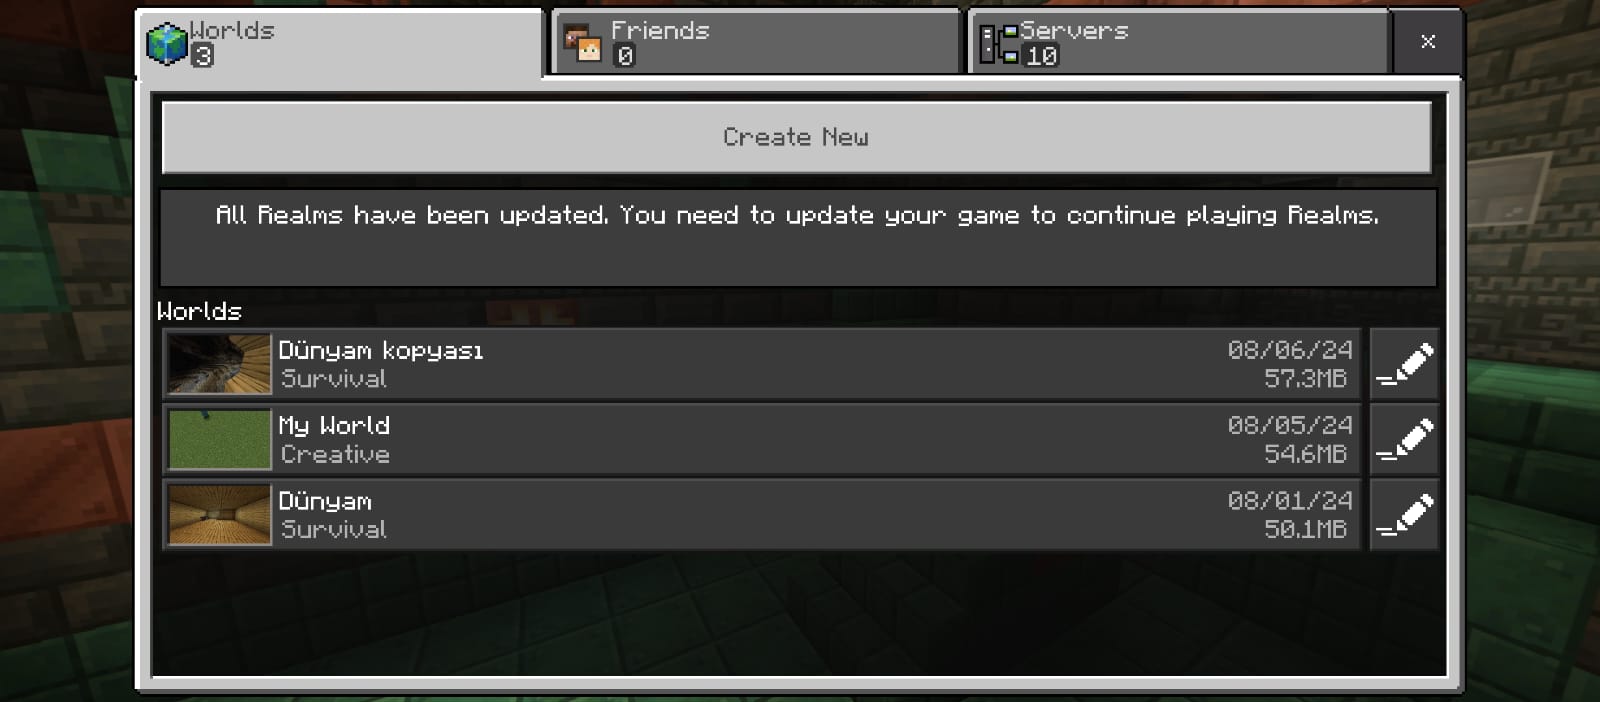 Worlds
3
Friends
0
Servers
10
Create New
All Realms have been updated. You need to update your game to continue playing Realms.
Worlds
Dünyam kopyası
08/06/24
Survival
57.3MB
My World
08/05/24
Creative
54.6MB
Dünyam
08/01/24
Survival
50.1MB